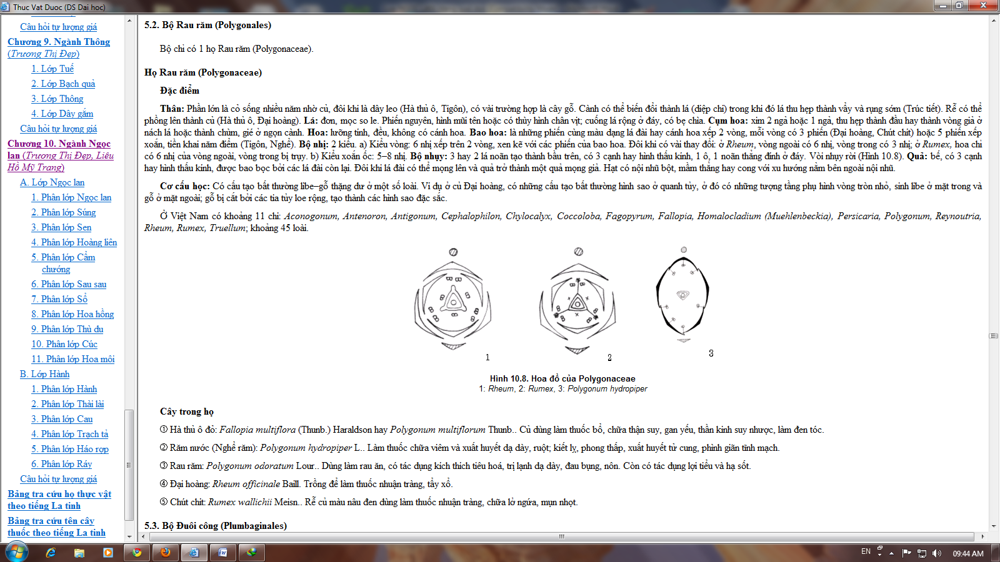 Thuc Vat Duoc (DS Dai hoc)
Câu hỏi tự lượng giá
Chương 9. Ngành Thông
(Trương Thị Đẹp)
1. Lớp Tuế
2. Lớp Bạch quả
3. Lớp Thông
4. Lớp Dây gắm
Câu hỏi tự lượng giá
Chương 10. Ngành Ngọc
lan (Trương Thị Đẹp, Liêu
Hồ Mỹ Trang)
A. Lớp Ngọc lan
1. Phân lớp Ngọc lan
2. Phân lớp Súng
3. Phân lớp Sen
4. Phân lớp Hoàng liên
5. Phân lớp Cẩm
chướng
6. Phân lớp Sau sau
7. Phân lớp Sổ
8. Phân lớp Hoa hồng
9. Phân lớp Thù du
10. Phân lớp Cúc
11. Phân lớp Hoa môi
B. Lớp Hành
1. Phân lớp Hành
2. Phân lớp Thài lài
3. Phân lớp Cau
4. Phân lớp Trạch tả
5. Phân lớp Háo rợp
6. Phân lớp Ráy
Câu hỏi tự lượng giá
Bảng tra cứu họ thực vật
theo tiếng La tinh
Bảng tra cứu tên cây
thuốc theo tiếng La tinh
5.2. Bộ Rau răm (Polygonales)
Bộ chỉ có 1 họ Rau răm (Polygonaceae).
Họ Rau răm (Polygonaceae)
Đặc điểm
Thân: Phần lớn là cỏ sống nhiều năm nhờ củ, đôi khi là dây leo (Hà thủ ô, Tigôn), có vài trường hợp là cây gỗ. Cành có thể biến đổi thành lá (diệp chi) trong khi đó lá thu hẹp thành vẩy và rụng sớm (Trúc tiết). Rễ có thể
phồng lên thành củ (Hà thủ ô, Đại hoàng). Lá: đơn, mọc so le. Phiến nguyên, hình mũi tên hoặc có thùy hình chân vịt; cuống lá rộng ở đáy, có bẹ chìa. Cụm hoa: xim 2 ngả hoặc 1 ngả, thu hẹp thành đầu hay thành vòng giả ở
nách lá hoặc thành chùm, gié ở ngọn cành. Hoa: lưỡng tính, đều, không có cánh hoa. Bao hoa: là những phiến cùng màu dạng lá đài hay cánh hoa xếp 2 vòng, mỗi vòng có 3 phiến (Đại hoàng, Chút chít) hoặc 5 phiến xếp
xoắn, tiền khai năm điểm (Tigôn, Nghể). Bộ nhị: 2 kiểu. a) Kiểu vòng: 6 nhị xếp trên 2 vòng, xen kẽ với các phiến của bao hoa. Đôi khi có vài thay đổi: ở Rheum, vòng ngoài có 6 nhị, vòng trong có 3 nhị; ở Rumex, hoa chỉ
có 6 nhị của vòng ngoài, vòng trong bị trụy. b) Kiểu xoắn ốc: 5–8 nhị. Bộ nhụy: 3 hay 2 lá noãn tạo thành bầu trên, có 3 cạnh hay hình thấu kính, 1 ô, 1 noãn thẳng đính ở đáy. Vòi nhụy rời (Hình 10.8). Quả: bế, có 3 cạnh
hay hình thấu kính, được bao bọc bởi các lá đài còn lại. Đôi khi lá đài có thể mọng lên và quả trở thành một quả mọng giả. Hạt có nội nhũ bột, mầm thẳng hay cong với xu hướng nằm bên ngoài nội nhũ.
Cơ cấu học: Có cấu tạo bất thường libe–gỗ thặng dư ở một số loài. Ví dụ ở củ Đại hoàng, có những cấu tạo bất thường hình sao ở quanh tủy, ở đó có những tượng tầng phụ hình vòng tròn nhỏ, sinh libe ở mặt trong và
gỗ ở mặt ngoài; gỗ bị cắt bởi các tia tủy loe rộng, tạo thành các hình sao đặc sắc.
Ở Việt Nam có khoảng 11 chi: Aconogonum, Antenoron, Antigonum, Cephalophilon, Chylocalyx, Coccoloba, Fagopyrum, Fallopia, Homalocladium (Muehlenbeckia), Persicaria, Polygonum, Reynoutria,
Rheum, Rumex, Truellum; khoảng 45 loài.
1
2
3
Hình 10.8. Hoa đồ của Polygonaceae
1: Rheum, 2: Rumex, 3: Polygonum hydropiper
Cây trong họ
① Hà thủ ô đỏ: Fallopia multiflora (Thunb.) Haraldson hay Polygonum multiflorum Thunb.. Củ dùng làm thuốc bổ, chữa thận suy, gan yếu, thần kinh suy nhược, làm đen tóc.
② Răm nước (Nghể răm): Polygonum hydropiper L.. Làm thuốc chữa viêm và xuất huyết dạ dày, ruột; kiết lỵ, phong thấp, xuất huyết tử cung, phình giãn tĩnh mạch.
③ Rau răm: Polygonum odoratum Lour.. Dùng làm rau ăn, có tác dụng kích thích tiêu hoá, trị lạnh dạ dày, đau bụng, nôn. Còn có tác dụng lợi tiểu và hạ sốt.
④ Đại hoàng: Rheum officinale Baill. Trồng để làm thuốc nhuận tràng, tẩy xổ.
⑤ Chút chít: Rumex wallichii Meisn.. Rễ củ màu nâu đen dùng làm thuốc nhuận tràng, chữa lở ngứa, mụn nhọt.
5.3. Bộ Đuôi công (Plumbaginales)
EN
09:44 AM